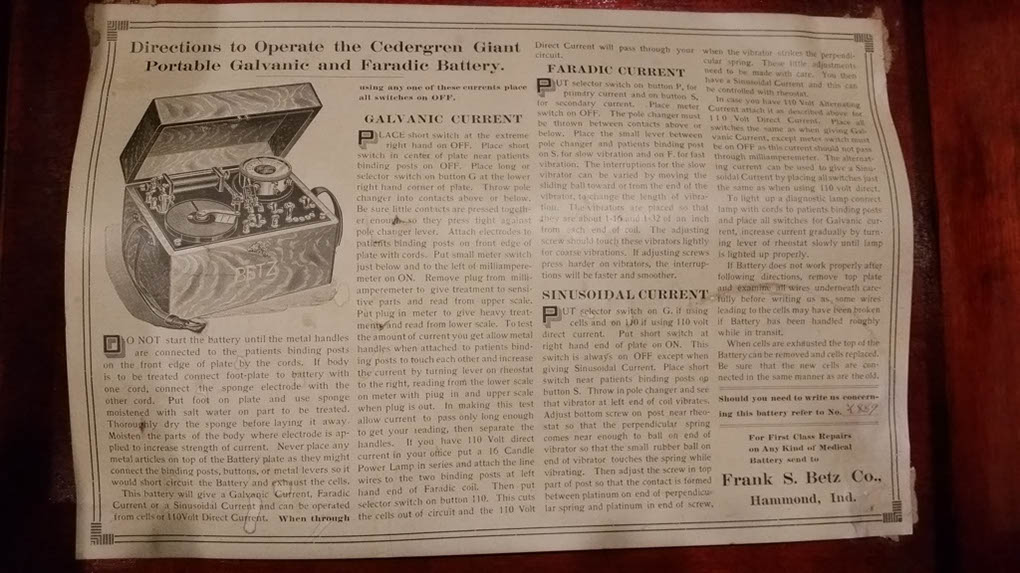 Directions to Operate the Cedergren Giant
Portable Galvanic and Faradic Battery.
BETZ
DO NOT start the battery until the metal handles
are connected to the patients binding posts
on the front edge of plate by the cords. If body
is to be treated connect foot-plate to battery with
one cord, connect the sponge electrode with the
other cord. Put foot on plate and use sponge
moistened with salt water on part to be treated.
Thoroughly dry the sponge before laying it away.
Moisten the parts of the body where electrode is ap-
plied to increase strength of current. Never place any
metal articles on top of the Battery plate as they might
connect the binding posts, buttons, or metal levers so it
would short circuit the Battery and exhaust the cells.
This battery will give a Galvanic Current, Faradic
Current or a Sinusoidal Current and can be operated
from cells or 110 Volt Direct Current. When through
using any one of these currents place
all switches on OFF.
GALVANIC CURRENT
PLACE short switch at the extreme
right hand on OFF. Place short
switch in center of plate near patients
binding posts on OFF. Place long or
selector switch on button G at the lower
right hand corner of plate. Throw pole
changer into contacts above or below.
Be sure little contacts are pressed togeth-
er enough so they press tight against
pole changer lever. Attach electrodes to
patients binding posts on front edge of
plate with cords. Put small meter switch
just below and to the left of milliampere-
meter on ON. Remove plug from milli-
amperemeter to give treatment to sensi-
tive parts and read from upper scale.
Put plug in meter to give heavy treat-
ments and read from lower scale. To test
the amount of current you get allow metal
handles when attached to patients bind-
ing posts to touch each other and increase
the current by turning lever on rheostat
to the right, reading from the lower scale
on meter with plug in and upper scale
when plug is out. In making this test
allow current to pass only long enough
to get your reading, then separate the
handles. If you have 110 Volt direct
current in your office put a 16 Candle
Power Lamp in series and attach the line
wires to the two binding posts at left
hand end of Faradic coil. Then put
selector switch on button 110. This cuts
the cells out of circuit and the 110 Volt
Direct Current will pass through your
circuit.
FARADIC CURRENT
PUT selector switch on button P, for
primdry current and on button S,
for secondary current. Place meter
switch on OFF. The pole changer must
be thrown between contacts above or
below. Place the small lever between
pole changer and patients binding post
on S. for slow vibration and on F. for fast
vibration. The interruptions for the slow
vibrator can be varied by moving the
sliding ball toward or from the end of the
vibrator, to change the length of vibra-
tion. The vibrators are placed so that
they are about 1-16 and 1-32 of an inch
from each end of coil. The adjusting
screw should touch these vibrators lightly
for coarse vibrations. If adjusting screws
press harder on vibrators, the interrup-
tions will be faster and smoother.
SINUSOIDAL CURRENT
PUT selector switch on G. if using
cells and on 110 if using 110 volt
direct current. Put short switch at
right hand end of plate on ON. This
switch is always on OFF except when
giving Sinusoidal Current. Place short
switch near patients binding posts on
button S. Throw in pole changer and see
that vibrator at left end of coil vibrates.
Adjust bottom screw on post near rheo-
stat so that the perpendicular spring
comes near enough to ball on end of
vibrator so that the small rubber ball on
end of vibrator touches the spring while
vibrating. Then adjust the screw in top
part of post so that the contact is formed
between platinum on end of perpendicu-
lar spring and platinum in end of screw,
when the vibrator strikes the perpendi-
cular spring. These little adjustments
need to be made with care. You then
have a Sinusoidal Current and this can
be controlled with rheostat.
In case you have 110 Volt Alternating
Current attach it as described above for
110 Volt Direct Current. Place all
switches the same as when giving Gal-
vanic Current, except meter switch must
be on OFF as this current should not pass
through milliamperemeter. The alternat-
ing current can be used to give a Sinu-
soidal Current by placing all switches just
the same as when using 110 volt direct.
To light up a diagnostic lamp connect
lamp with cords to patients binding posts
and place all switches for Galvanic cur-
rent, increase current gradually by turn-
ing lever of rheostat slowly until lamp
is lighted up properly.
If Battery does not work properly after
following directions, remove top plate
and examine all wires underneath care-
fully before writing us as some wires
leading to the cells may have been broken
if Battery has been handled roughly
while in transit.
When cells are exhausted the top of the
Battery can be removed and cells replaced.
Be sure that the new cells are con-
nected in the same manner as are the old.
Should you need to write us concern-
ing this battery refer to No.
For First Class Repairs
on Any Kind of Medical
Battery send to
Frank S. Betz Co.,
Hammond, Ind.